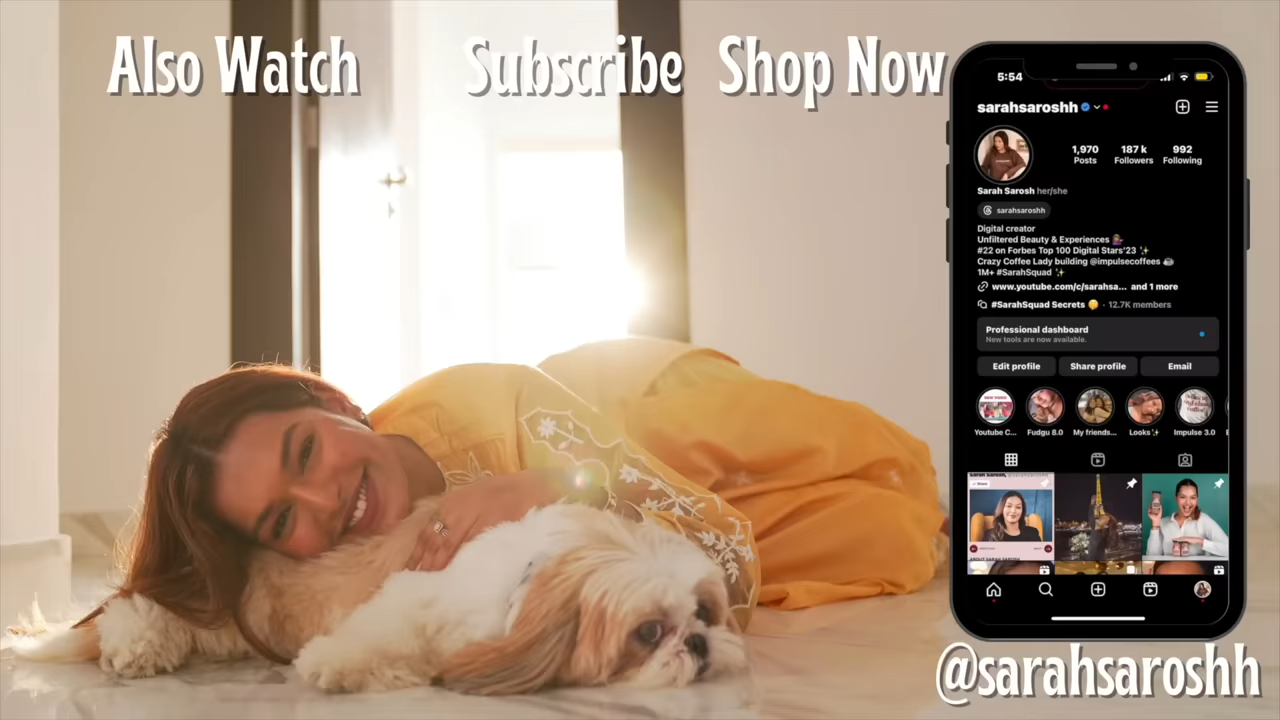 Also Watch
Subscribe
Shop Now
5:54
sarahsaroshh
1,970
187 k
992
Posts
Followers
Following
Sarah Sarosh her/she
sarahsaroshh
Digital creator
Unfiltered Beauty & Experiences 💁🏽‍♀️
#22 on Forbes Top 100 Digital Stars'23 ✨
Crazy Coffee Lady building @impulsecoffees ☕
1M+ #SarahSquad ✨
www.youtube.com/c/sarahsa... and 1 more
#SarahSquad Secrets 🤫 · 12.7K members
Professional dashboard
New tools are now available.
Edit profile
Share profile
Email
Youtube C...
Fudgu 8.0
My friends...
Looks✨
Impulse 3.0
@sarahsaroshh